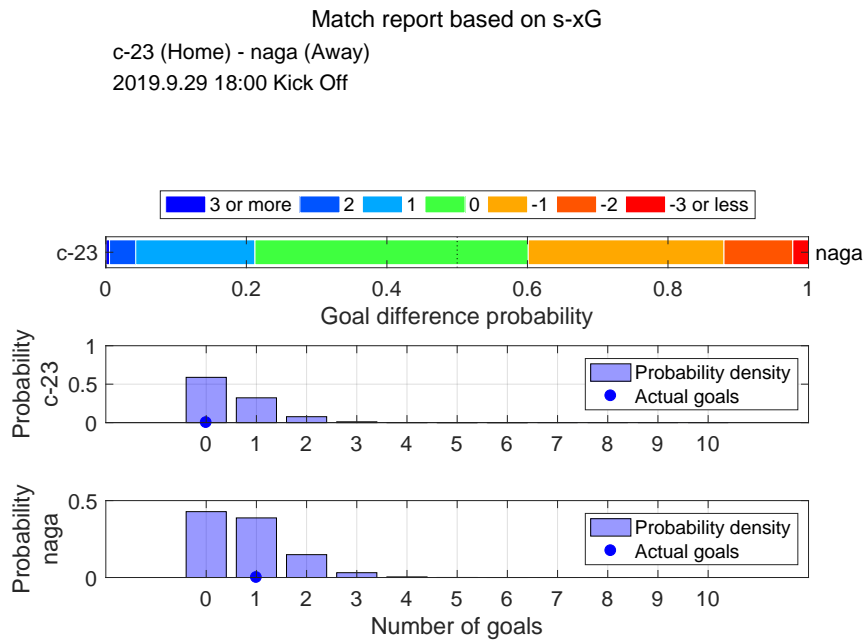 Match report based on s-xG
c-23 (Home) - naga (Away)
2019.9.29 18:00 Kick Off
3 or more 2 1 0 -1 -2 -3 or less
c-23 naga
0 0.2 0.4 0.6 0.8 1
Goal difference probability
Probability
c-23
1
0.5
0
Probability density
Actual goals
0 1 2 3 4 5 6 7 8 9 10
Probability
naga
0.5
0
Probability density
Actual goals
0 1 2 3 4 5 6 7 8 9 10
Number of goals